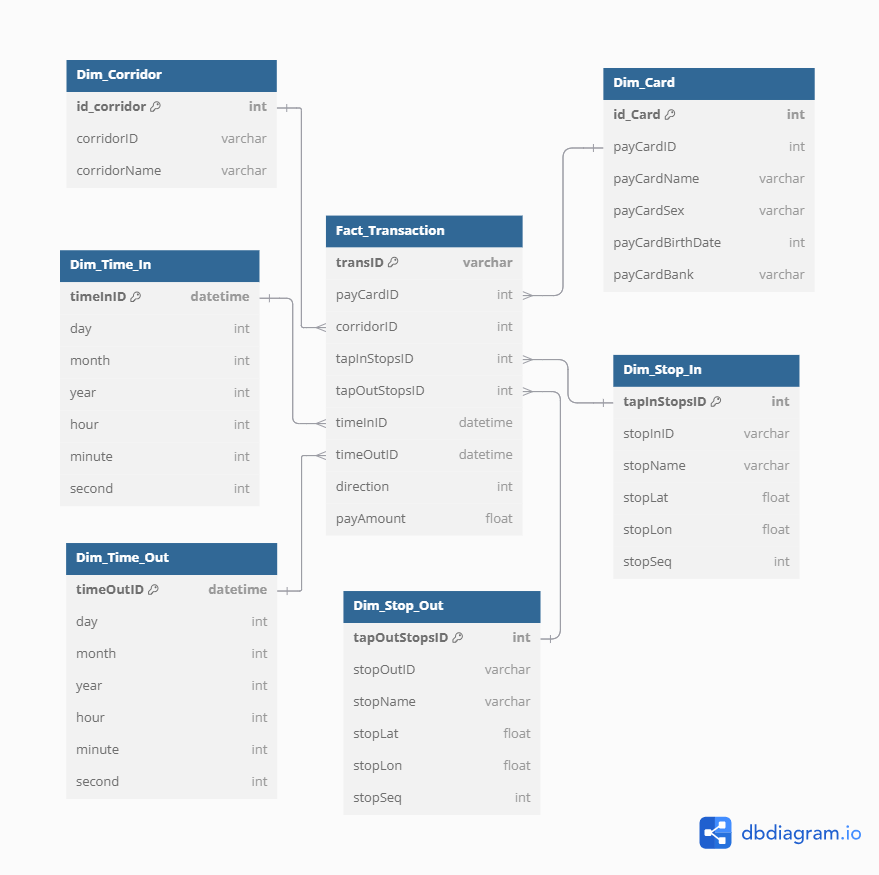 Dim_Corridor
id_corridor int
corridorID varchar
corridorName varchar
Dim_Card
id_Card int
payCardID int
payCardName varchar
payCardSex varchar
payCardBirthDate int
payCardBank varchar
Fact_Transaction
transID varchar
payCardID int
corridorID int
tapInStopsID int
tapOutStopsID int
timeInID datetime
timeOutID datetime
direction int
payAmount float
Dim_Time_In
timeInID datetime
day int
month int
year int
hour int
minute int
second int
Dim_Stop_In
tapInStopsID int
stopInID varchar
stopName varchar
stopLat float
stopLon float
stopSeq int
Dim_Time_Out
timeOutID datetime
day int
month int
year int
hour int
minute int
second int
Dim_Stop_Out
tapOutStopsID int
stopOutID varchar
stopName varchar
stopLat float
stopLon float
stopSeq int
dbdiagram.io